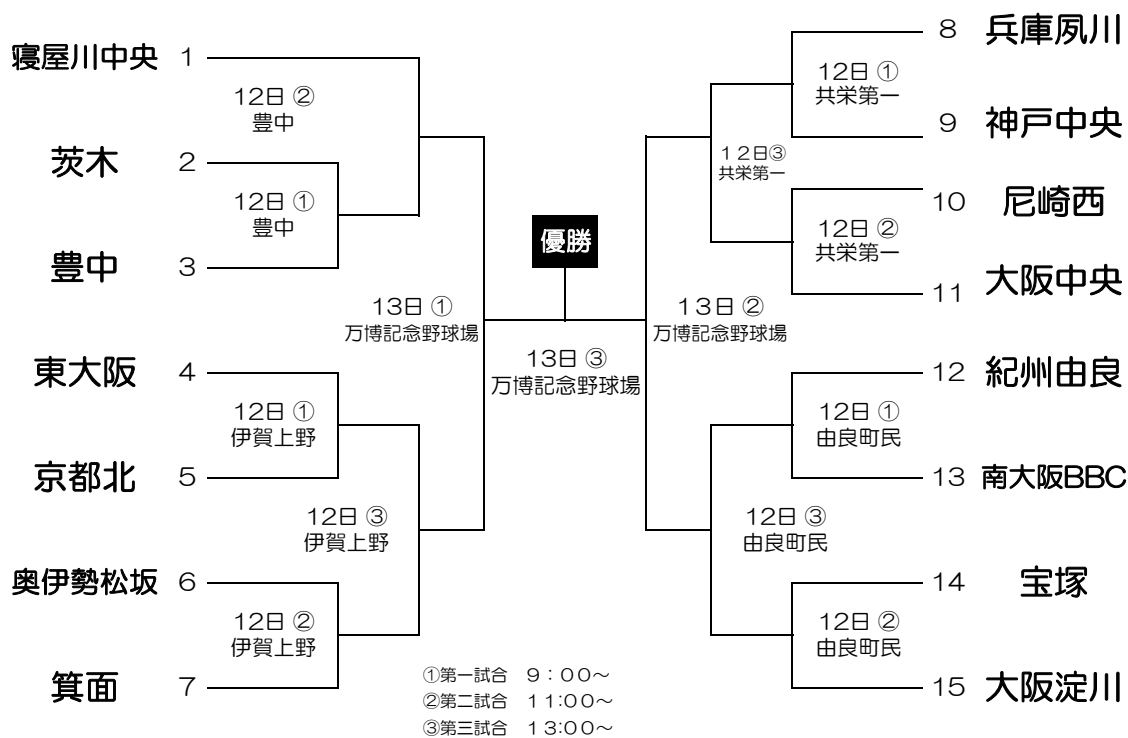 寝屋川中央 1
12日 ②
豊中
茨木 2
12日 ①
豊中
豊中 3
13日 ①
万博記念野球場
東大阪 4
12日 ①
伊賀上野
京都北 5
12日 ③
伊賀上野
奥伊勢松坂 6
12日 ②
伊賀上野
箕面 7
優勝
13日 ③
万博記念野球場
8 兵庫夙川
12日 ①
共栄第一
9 神戸中央
12日③
共栄第一
10 尼崎西
12日 ②
共栄第一
11 大阪中央
13日 ②
万博記念野球場
12 紀州由良
12日 ①
由良町民
13 南大阪BBC
12日 ③
由良町民
14 宝塚
12日 ②
由良町民
15 大阪淀川
①第一試合 9:00~
②第二試合 11:00~
③第三試合 13:00~